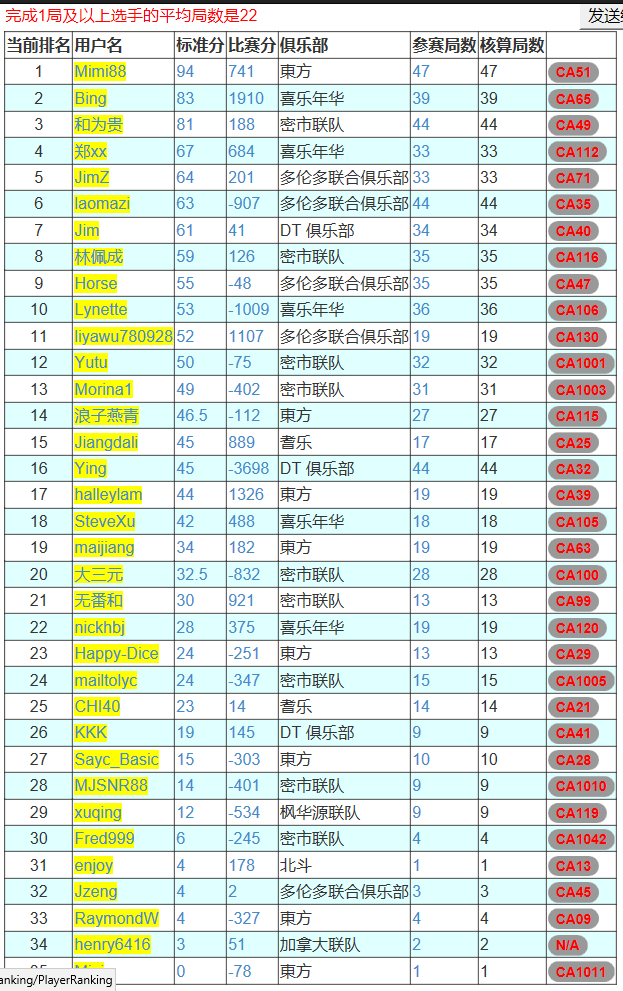 完成1局及以上选手的平均局数是22 发送
当前排名 用户名 标准分 比赛分 俱乐部 参赛局数 核算局数
1 Mimi88 94 741 東方 47 47 CA51
2 Bing 83 1910 喜乐年华 39 39 CA65
3 和为贵 81 188 密市联队 44 44 CA49
4 郑xx 67 684 喜乐年华 33 33 CA112
5 JimZ 64 201 多伦多联合俱乐部 33 33 CA71
6 laomazi 63 -907 多伦多联合俱乐部 44 44 CA35
7 Jim 61 41 DT 俱乐部 34 34 CA40
8 林佩成 59 126 密市联队 35 35 CA116
9 Horse 55 -48 多伦多联合俱乐部 35 35 CA47
10 Lynette 53 -1009 喜乐年华 36 36 CA106
11 liyawu780928 52 1107 多伦多联合俱乐部 19 19 CA130
12 Yutu 50 -75 密市联队 32 32 CA1001
13 Morina1 49 -402 密市联队 31 31 CA1003
14 浪子燕青 46.5 -112 東方 27 27 CA115
15 Jiangdali 45 889 耆乐 17 17 CA25
16 Ying 45 -3698 DT 俱乐部 44 44 CA32
17 halleylam 44 1326 東方 19 19 CA39
18 SteveXu 42 488 喜乐年华 18 18 CA105
19 maijiang 34 182 東方 19 19 CA63
20 大三元 32.5 -832 密市联队 28 28 CA100
21 无番和 30 921 密市联队 13 13 CA99
22 nickhbj 28 375 喜乐年华 19 19 CA120
23 Happy-Dice 24 -251 東方 13 13 CA29
24 mailtolyc 24 -347 密市联队 15 15 CA1005
25 CHI40 23 14 耆乐 14 14 CA21
26 KKK 19 145 DT 俱乐部 9 9 CA41
27 Sayc_Basic 15 -303 東方 10 10 CA28
28 MJSNR88 14 -401 密市联队 9 9 CA1010
29 xuqing 12 -534 枫华源联队 9 9 CA119
30 Fred999 6 -245 密市联队 4 4 CA1042
31 enjoy 4 178 北斗 1 1 CA13
32 Jzeng 4 2 多伦多联合俱乐部 3 3 CA45
33 RaymondW 4 -327 東方 4 4 CA09
34 henry6416 3 51 加拿大联队 2 2 N/A
0 -78 東方 1 1 CA1011
anking/PlayerRanking